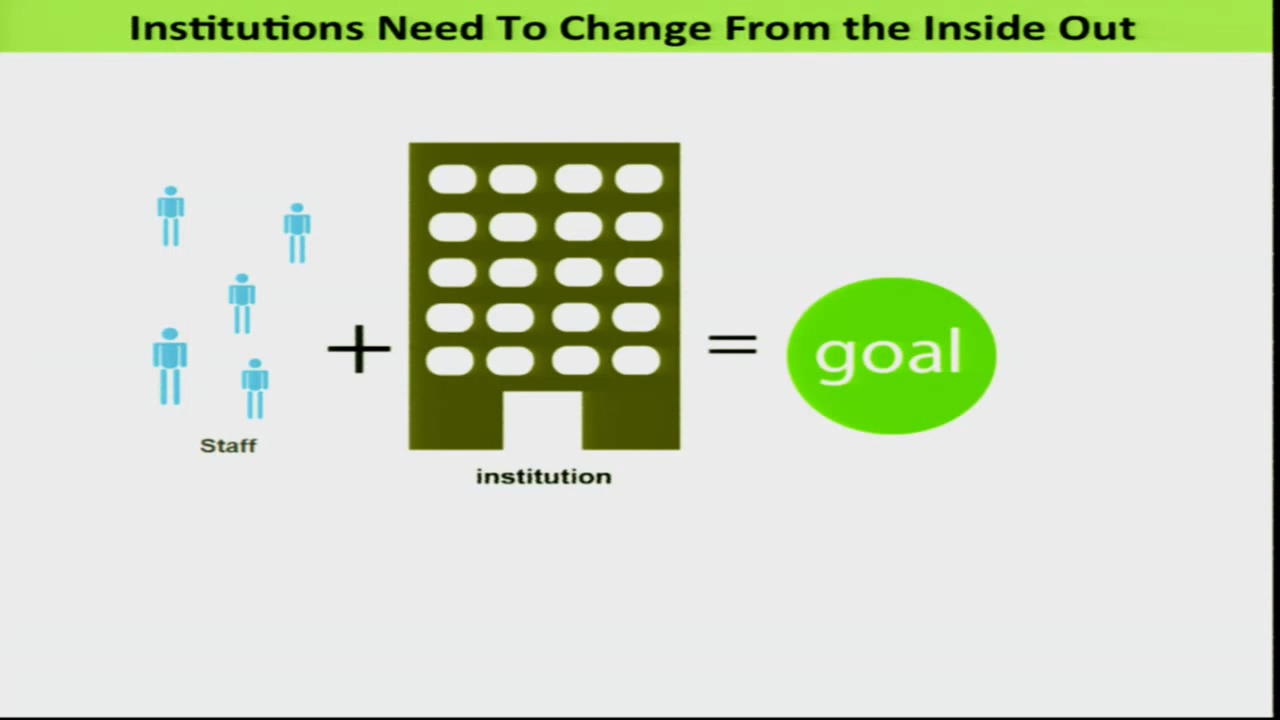 Institutions Need To Change From the Inside Out
+
=
goal
Staff
institution